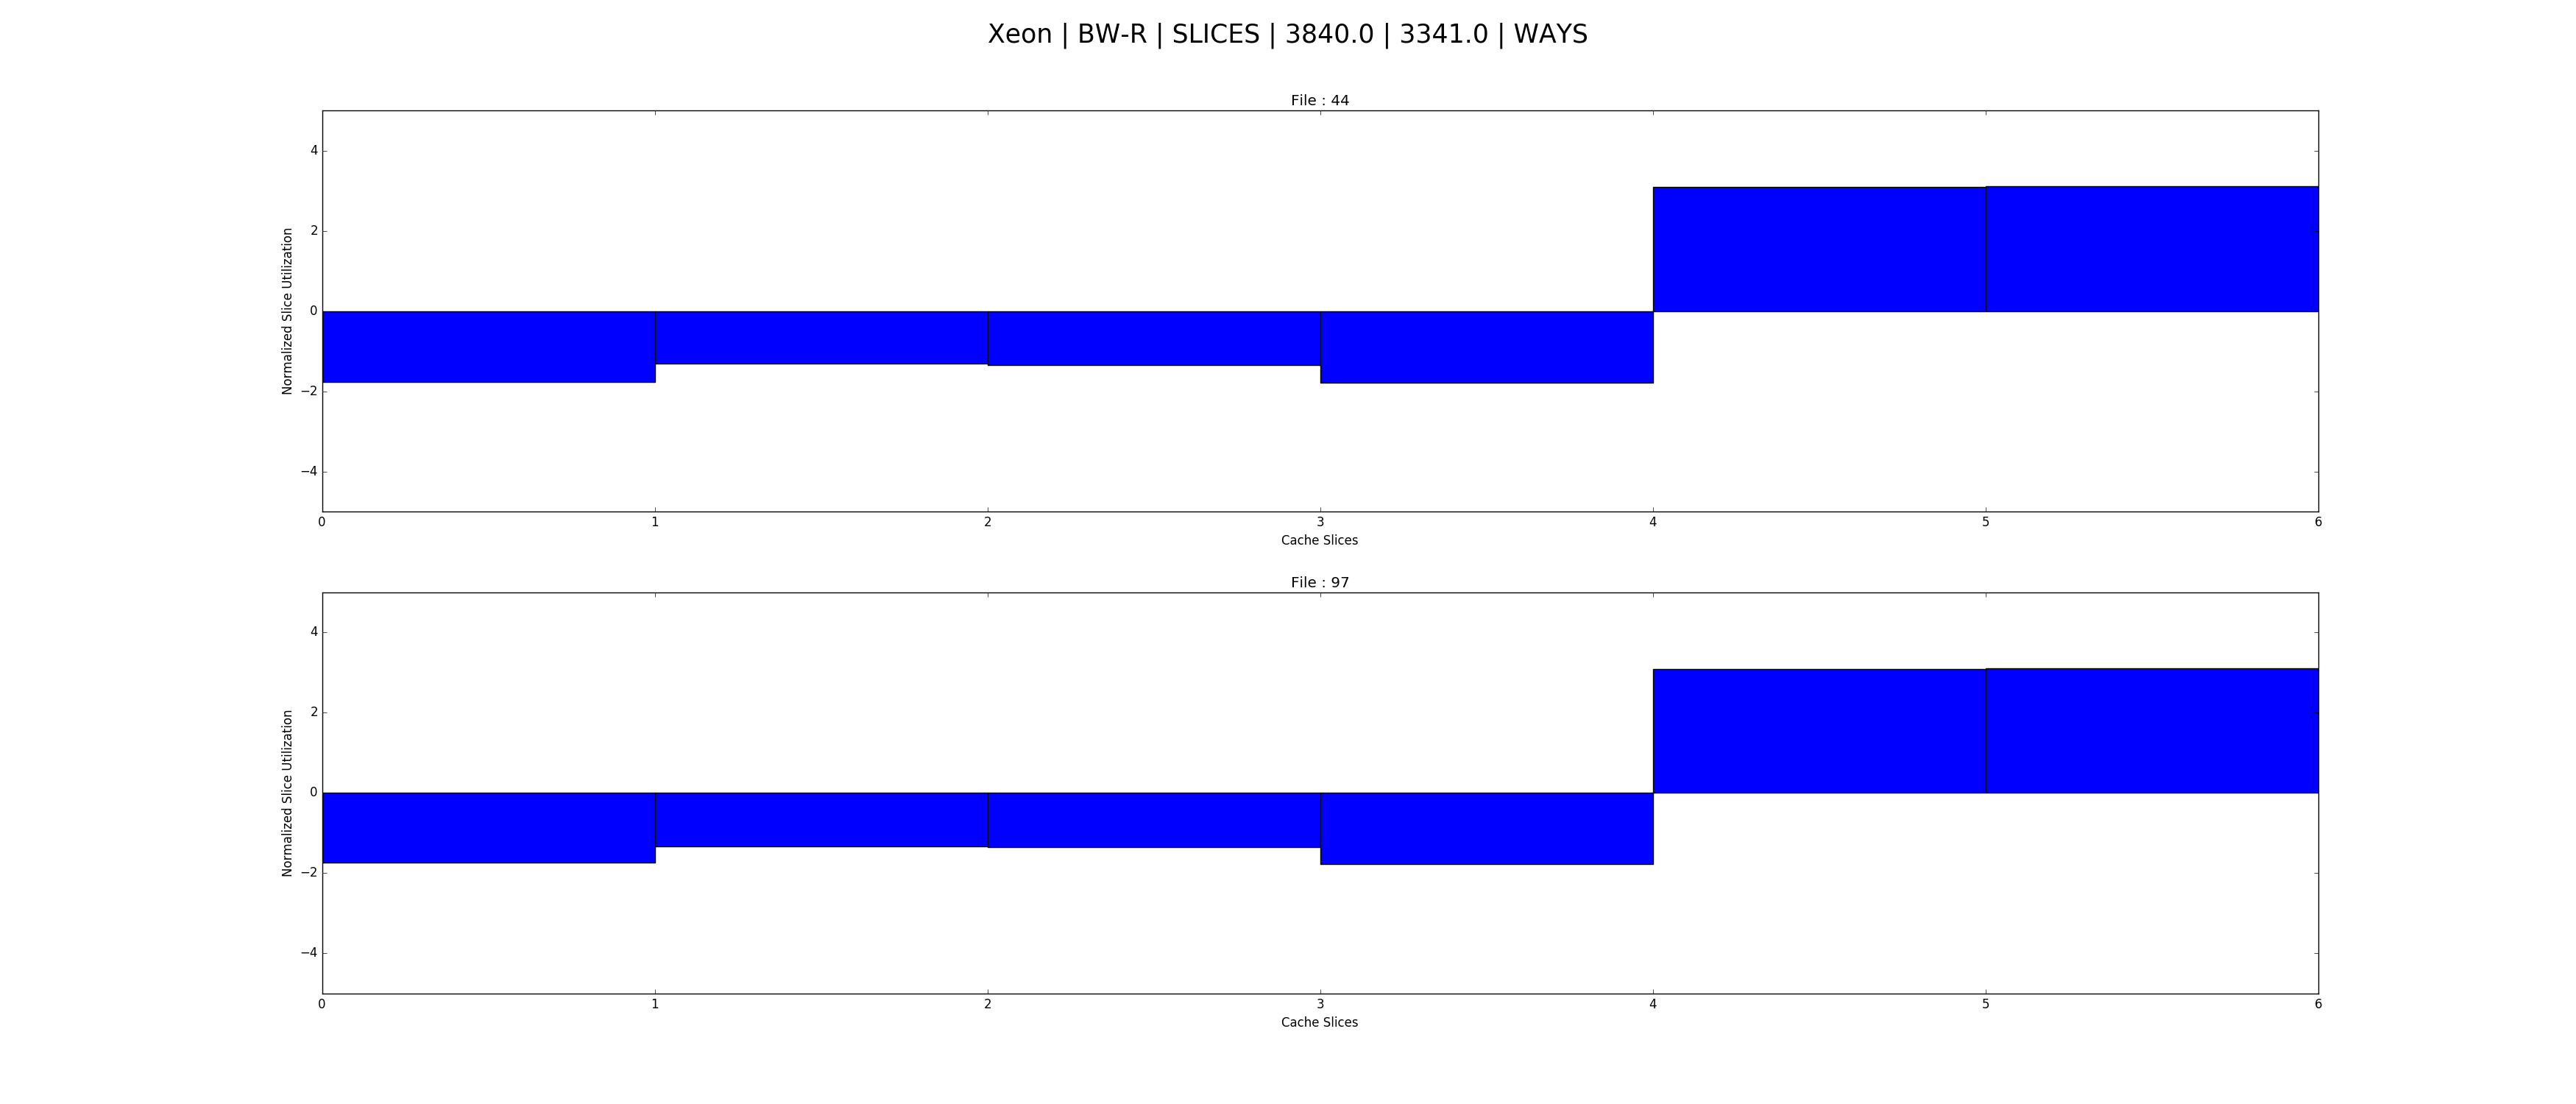 Xeon | BW-R | SLICES | 3840.0 | 3341.0 | WAYS
File : 44
4
2
0
−2
−4
Normalized Slice Utilization
0 1 2 3 4 5 6
Cache Slices
File : 97
4
2
0
−2
−4
Normalized Slice Utilization
0 1 2 3 4 5 6
Cache Slices